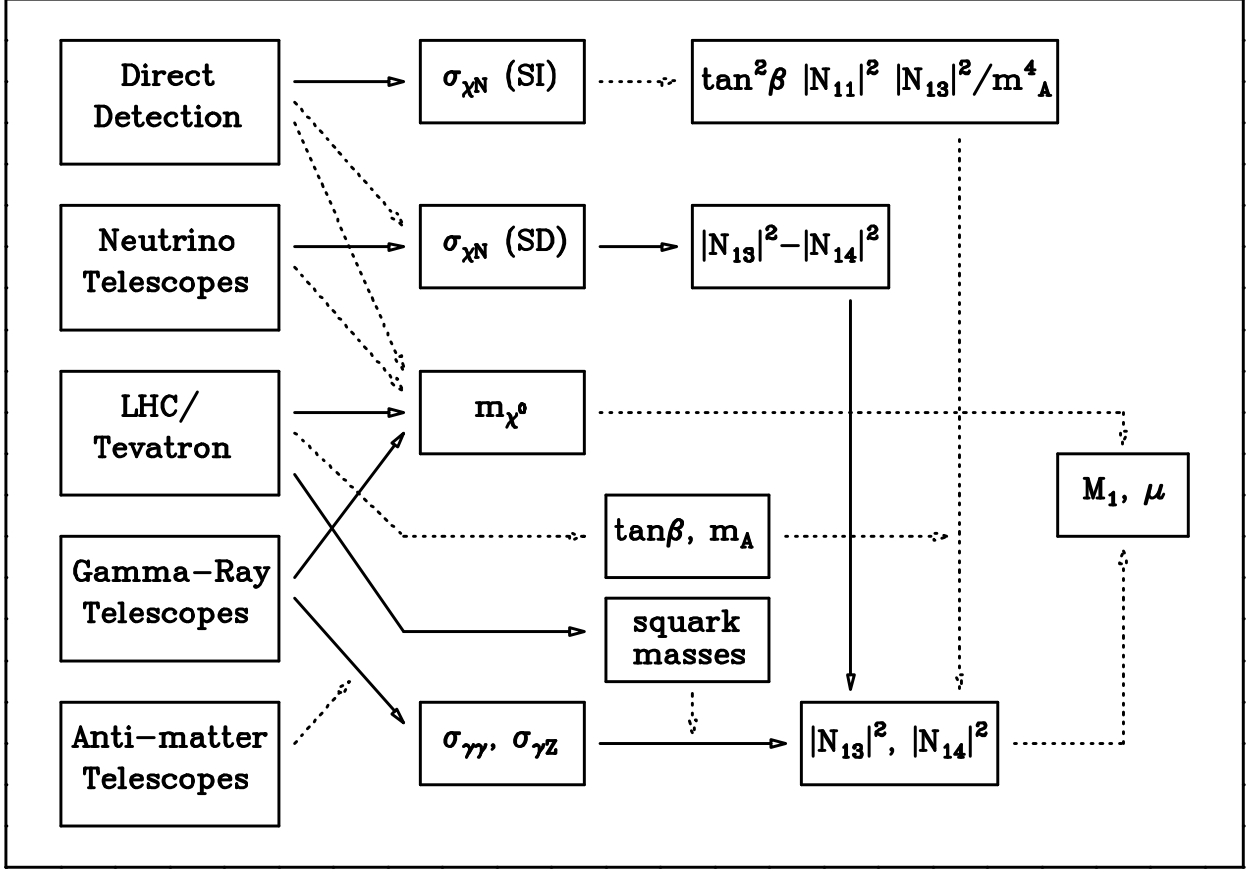 Direct
Detection
σχN (SI)
tan²β |N₁₁|² |N₁₃|²/m⁴A
Neutrino
Telescopes
σχN (SD)
|N₁₃|²−|N₁₄|²
LHC/
Tevatron
mχ⁰
M₁, μ
tanβ, mA
Gamma−Ray
Telescopes
squark
masses
Anti−matter
Telescopes
σγγ, σγZ
|N₁₃|², |N₁₄|²